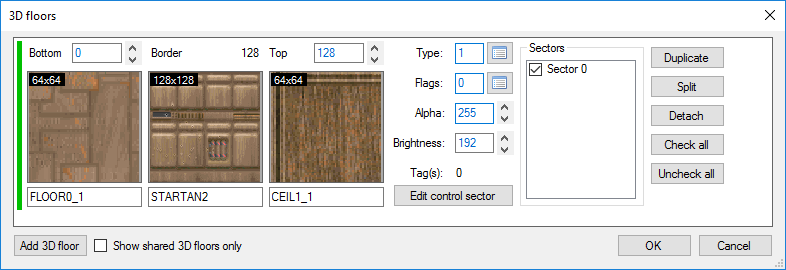 3D floors
Bottom 0 Border 128 Top 128
64x64 128x128 64x64
FLOOR0_1 STARTAN2 CEIL1_1
Type: 1
Flags: 0
Alpha: 255
Brightness: 192
Tag(s): 0
Edit control sector
Sectors
Sector 0
Duplicate
Split
Detach
Check all
Uncheck all
Add 3D floor Show shared 3D floors only OK Cancel